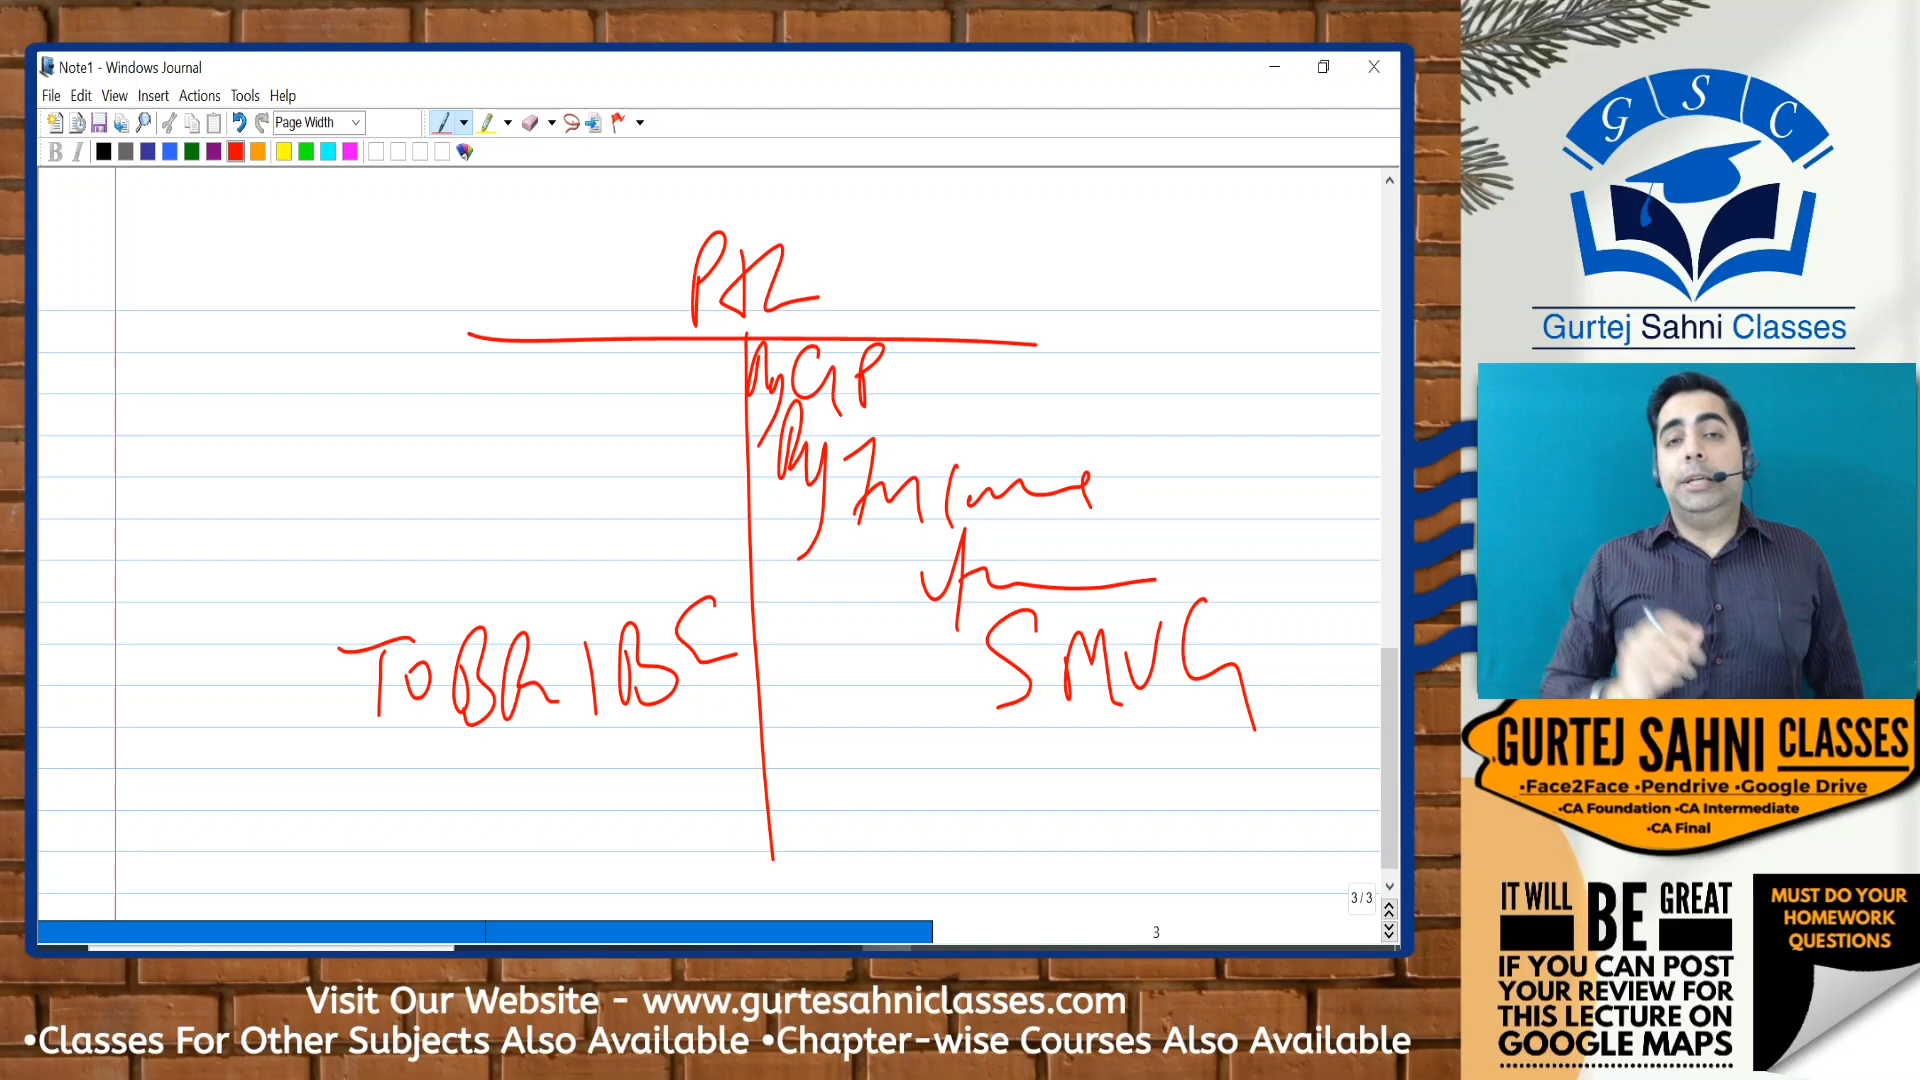 Note1 - Windows Journal
File Edit View Insert Actions Tools Help
Page Width
B I
P&L
By GP
By Income
SMVG
3/3
3
G S C
Gurtej Sahni Classes
GURTEJ SAHNI CLASSES
•Face2Face •Pendrive •Google Drive
•CA Foundation •CA Intermediate
•CA Final
IT WILL BE GREAT
IF YOU CAN POST
YOUR REVIEW FOR
THIS LECTURE ON
GOOGLE MAPS
MUST DO YOUR
HOMEWORK
QUESTIONS
Visit Our Website - www.gurtesahniclasses.com
•Classes For Other Subjects Also Available •Chapter-wise Courses Also Available